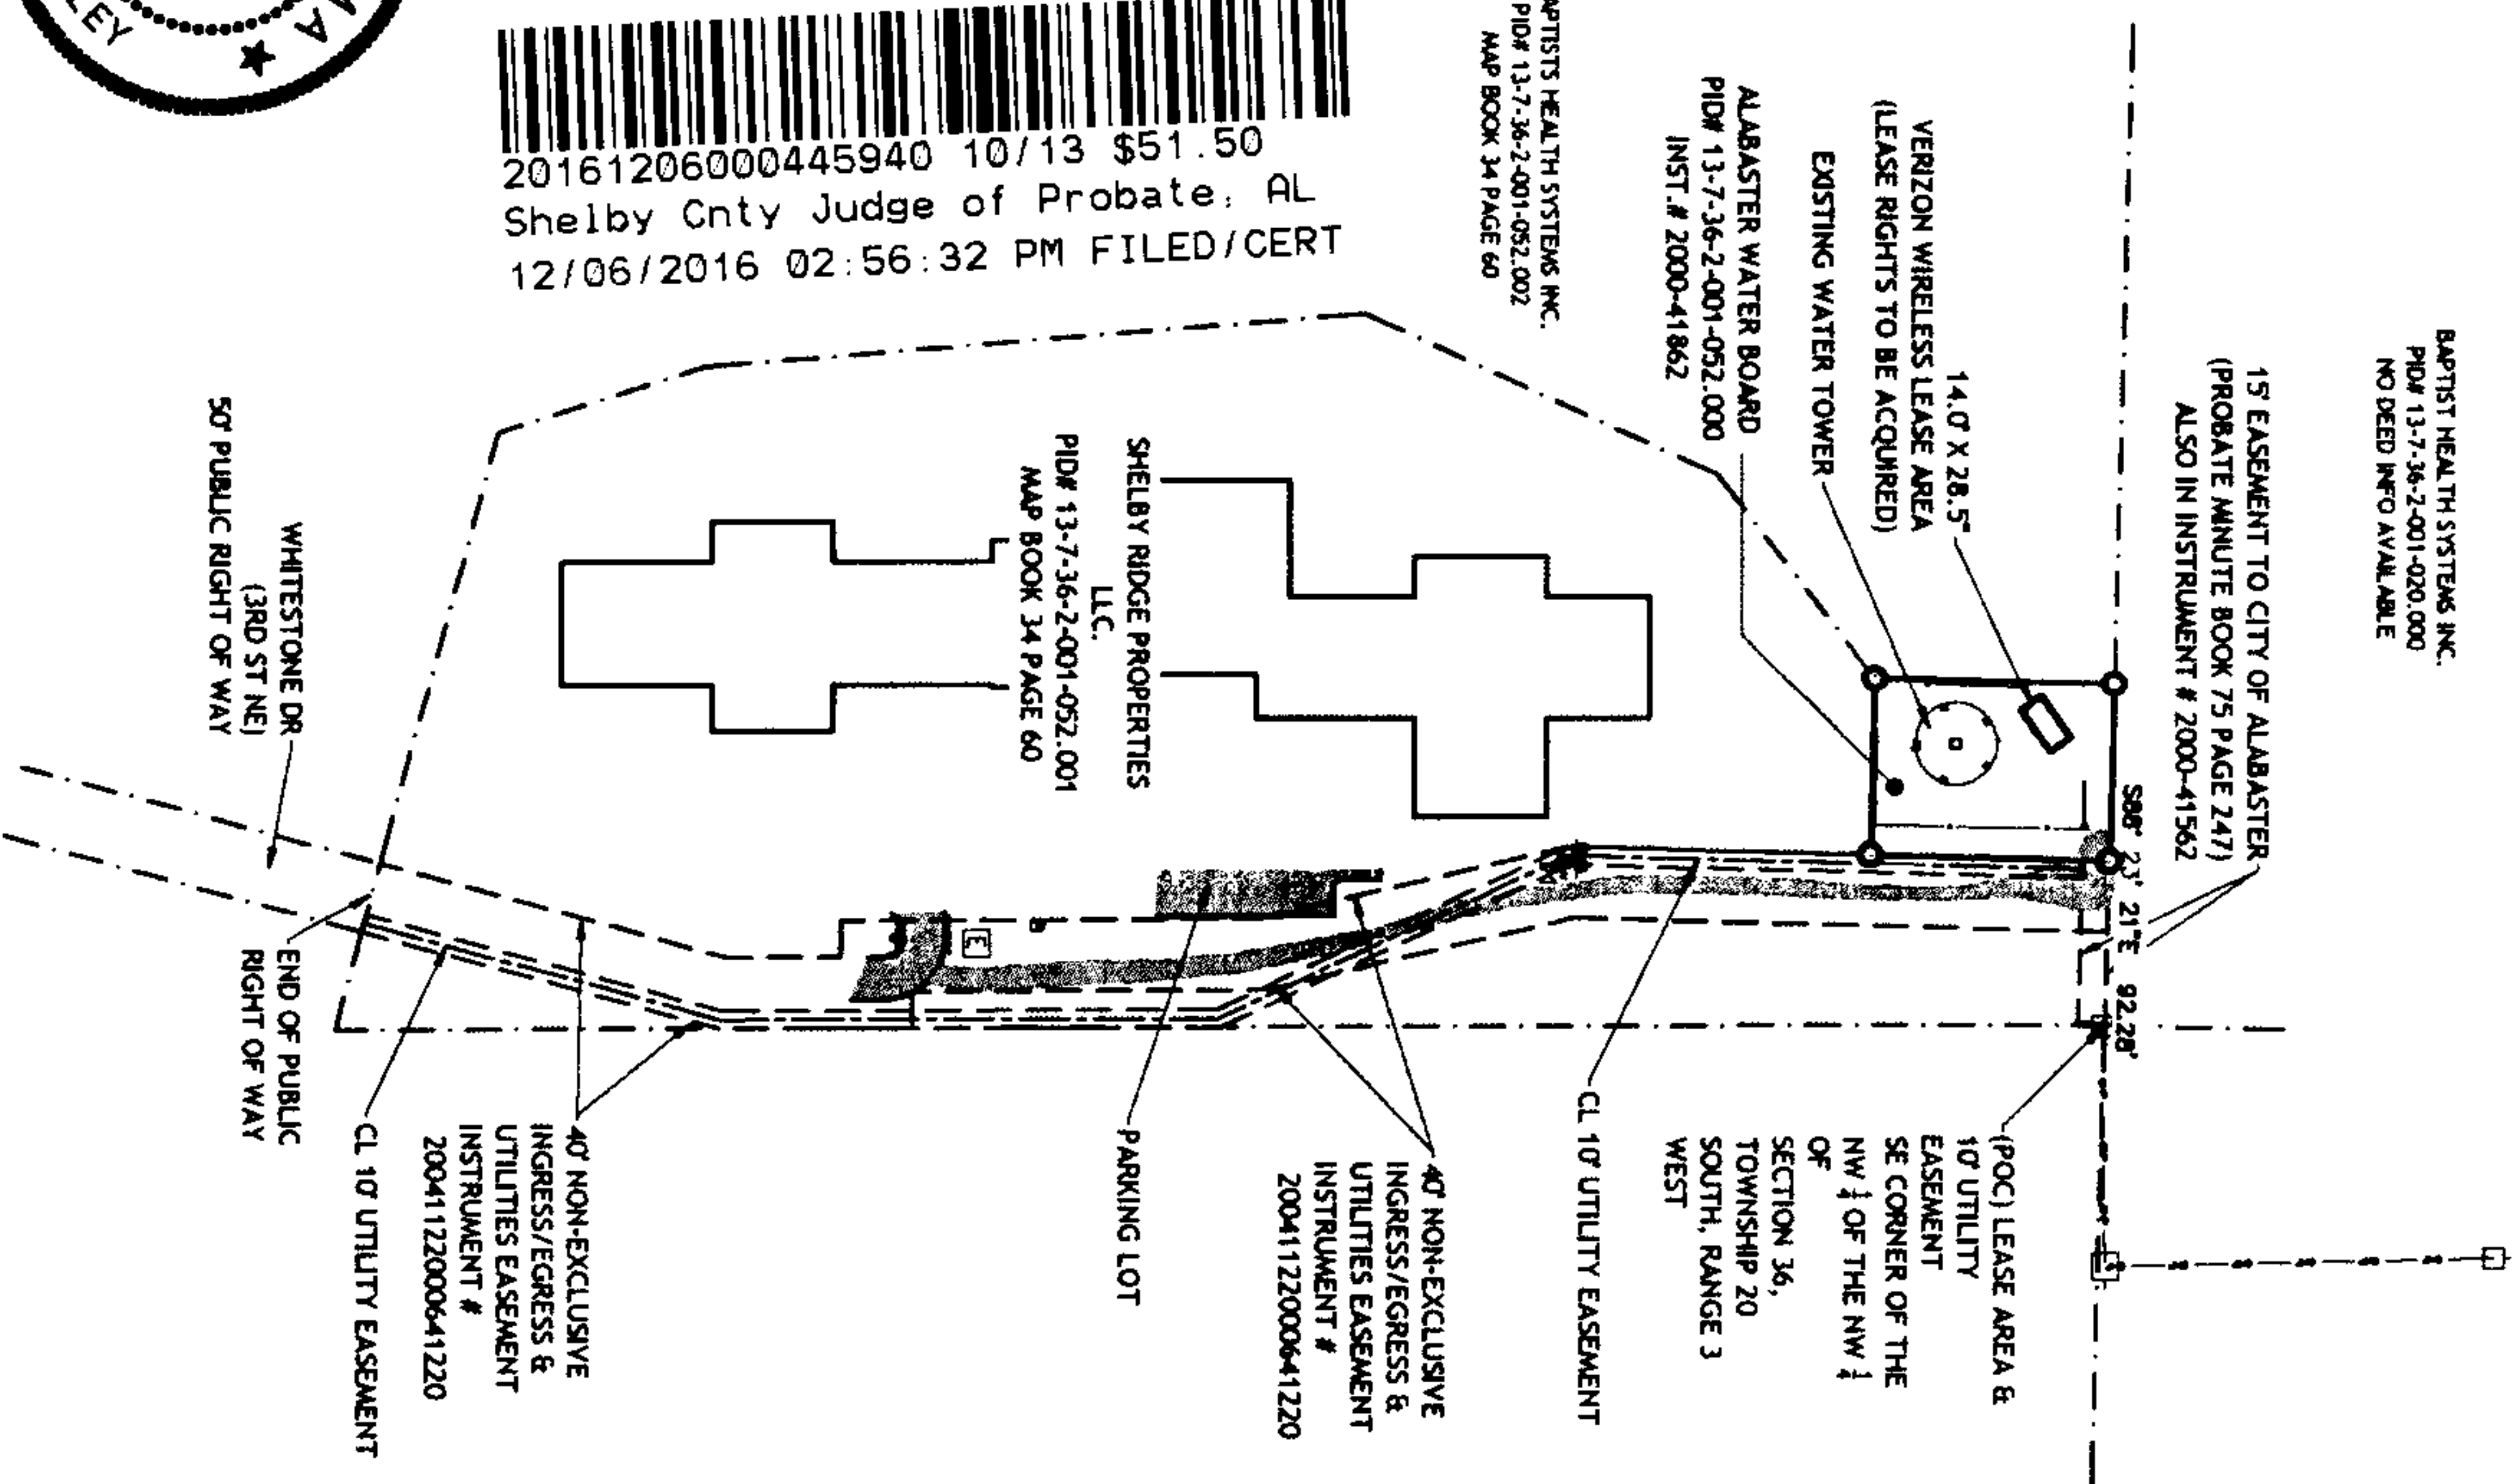 LEY
A
20161206000445940 10/13 $51.50
Shelby Cnty Judge of Probate, AL
12/06/2016 02:56:32 PM FILED/CERT
BAPTIST HEALTH SYSTEMS INC.
PID# 13-7-36-2-001-020.000
NO DEED INFO AVAILABLE
15' EASEMENT TO CITY OF ALABASTER
(PROBATE MINUTE BOOK 75 PAGE 247)
ALSO IN INSTRUMENT # 2000-41562
14.0' X 28.5'
VERIZON WIRELESS LEASE AREA
(LEASE RIGHTS TO BE ACQUIRED)
EXISTING WATER TOWER
ALABASTER WATER BOARD
PID# 13-7-36-2-001-052.000
INST.# 2000-41862
APTISTS HEALTH SYSTEMS INC.
PID# 13-7-36-2-001-052.002
MAP BOOK 34 PAGE 60
S88° 23' 21"E 92.28'
SHELBY RIDGE PROPERTIES
LLC.
PID# 13-7-36-2-001-052.001
MAP BOOK 34 PAGE 60
E
WHITESTONE DR
(3RD ST NE)
50' PUBLIC RIGHT OF WAY
(POC) LEASE AREA &
10' UTILITY
EASEMENT
SE CORNER OF THE
NW ¼ OF THE NW ¼
OF
SECTION 36,
TOWNSHIP 20
SOUTH, RANGE 3
WEST
CL 10' UTILITY EASEMENT
40' NON-EXCLUSIVE
INGRESS/EGRESS &
UTILITIES EASEMENT
INSTRUMENT #
20041122000641220
PARKING LOT
40' NON-EXCLUSIVE
INGRESS/EGRESS &
UTILITIES EASEMENT
INSTRUMENT #
20041122000641220
CL 10' UTILITY EASEMENT
END OF PUBLIC
RIGHT OF WAY